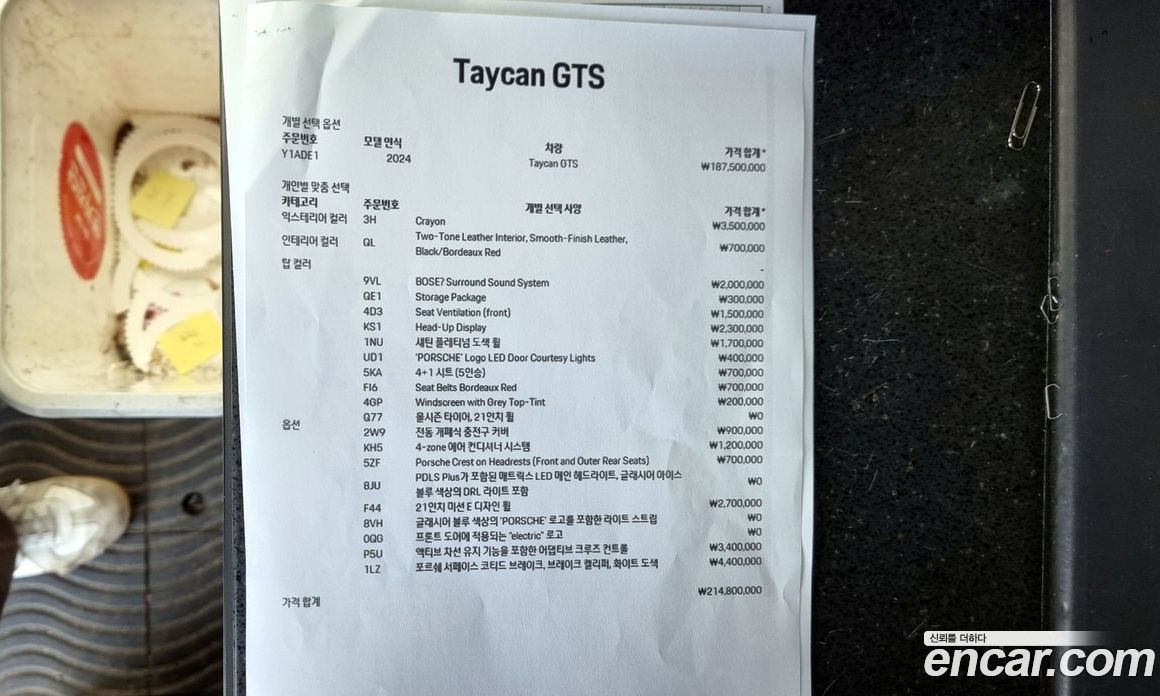 Taycan GTS
개별 선택 옵션
주문번호 모델 연식 차량 가격 합계*
Y1ADE1 2024 Taycan GTS ₩187,500,000
개인별 맞춤 선택
카테고리 주문번호 개별 선택 사양 가격 합계*
익스테리어 컬러 3H Crayon ₩3,500,000
인테리어 컬러 QL Two-Tone Leather Interior, Smooth-Finish Leather, Black/Bordeaux Red ₩700,000
탑 컬러 -
9VL BOSE? Surround Sound System ₩2,000,000
QE1 Storage Package ₩300,000
4D3 Seat Ventilation (front) ₩1,500,000
KS1 Head-Up Display ₩2,300,000
1NU 새틴 플래티넘 도색 휠 ₩1,700,000
UD1 'PORSCHE' Logo LED Door Courtesy Lights ₩400,000
5KA 4+1 시트 (5인승) ₩700,000
FI6 Seat Belts Bordeaux Red ₩700,000
4GP Windscreen with Grey Top-Tint ₩200,000
Q77 올시즌 타이어, 21인치 휠 ₩0
옵션 2W9 전동 개폐식 충전구 커버 ₩900,000
KH5 4-zone 에어 컨디셔너 시스템 ₩1,200,000
5ZF Porsche Crest on Headrests (Front and Outer Rear Seats) ₩700,000
8JU PDLS Plus가 포함된 매트릭스 LED 메인 헤드라이트, 글래시어 아이스
블루 색상의 DRL 라이트 포함 ₩0
F44 21인치 미션 E 디자인 휠 ₩2,700,000
8VH 글래시어 블루 색상의 'PORSCHE' 로고를 포함한 라이트 스트립 ₩0
0QG 프론트 도어에 적용되는 "electric" 로고 ₩0
P5U 액티브 차선 유지 기능을 포함한 어댑티브 크루즈 컨트롤 ₩3,400,000
1LZ 포르쉐 서페이스 코티드 브레이크, 브레이크 캘리퍼, 화이트 도색 ₩4,400,000
가격 합계 ₩214,800,000
신뢰를 더하다
encar.com